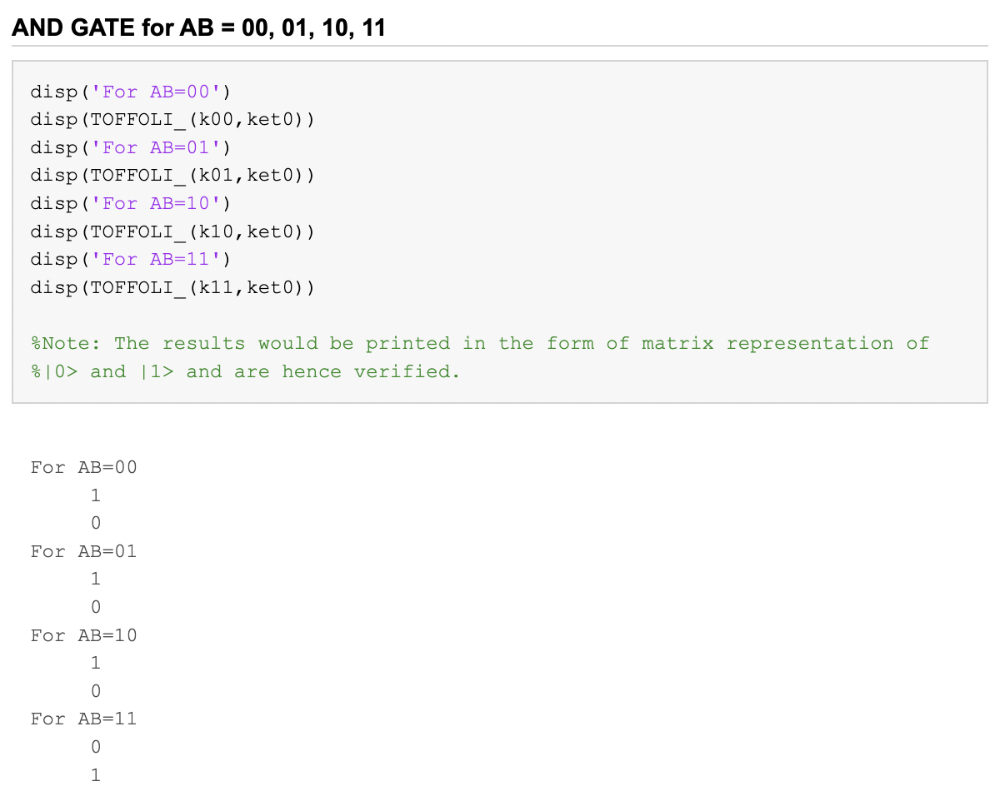 AND GATE for AB = 00, 01, 10, 11
disp('For AB=00')
disp(TOFFOLI_(k00,ket0))
disp('For AB=01')
disp(TOFFOLI_(k01,ket0))
disp('For AB=10')
disp(TOFFOLI_(k10,ket0))
disp('For AB=11')
disp(TOFFOLI_(k11,ket0))
%Note: The results would be printed in the form of matrix representation of
%|0> and |1> and are hence verified.
For AB=00
1
0
For AB=01
1
0
For AB=10
1
0
For AB=11
0
1